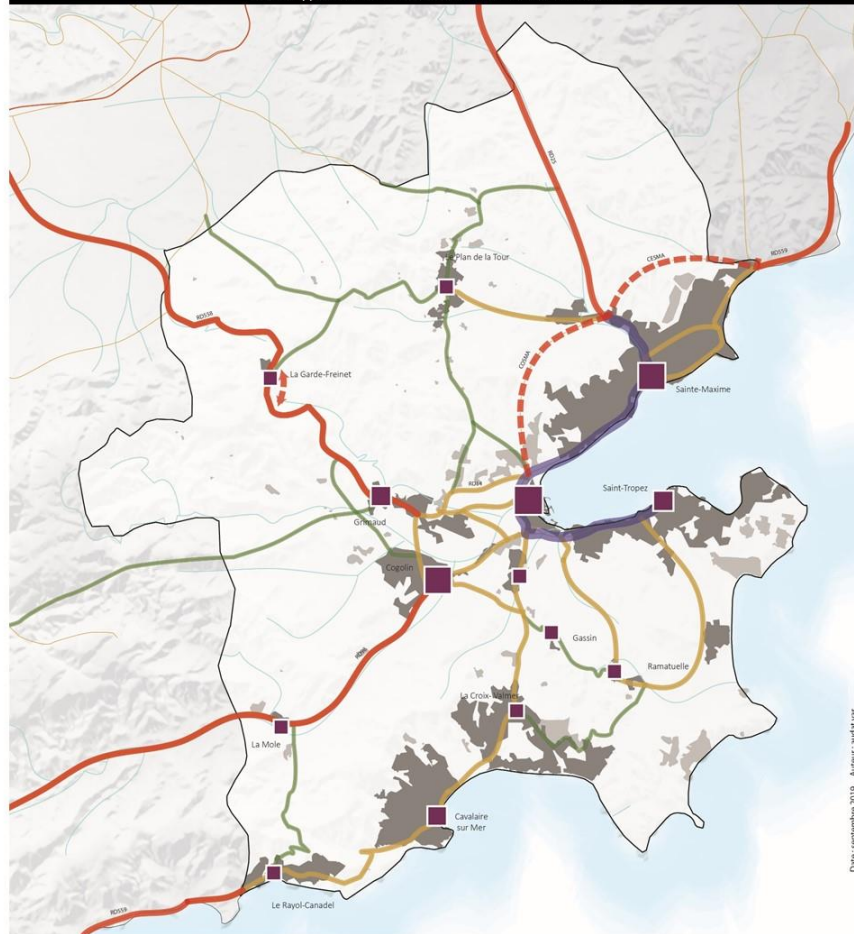 RD25
RD559
CESMA
Le Plan de la Tour
RD558
COSMA
La Garde-Freinet
Sainte-Maxime
Saint-Tropez
Grimaud
Cogolin
Gassin
Ramatuelle
La Croix-Valmer
La Mole
Cavalaire
sur Mer
Le Rayol-Canadel
RD559
Date : septembre 2019 Auteur : audat.var